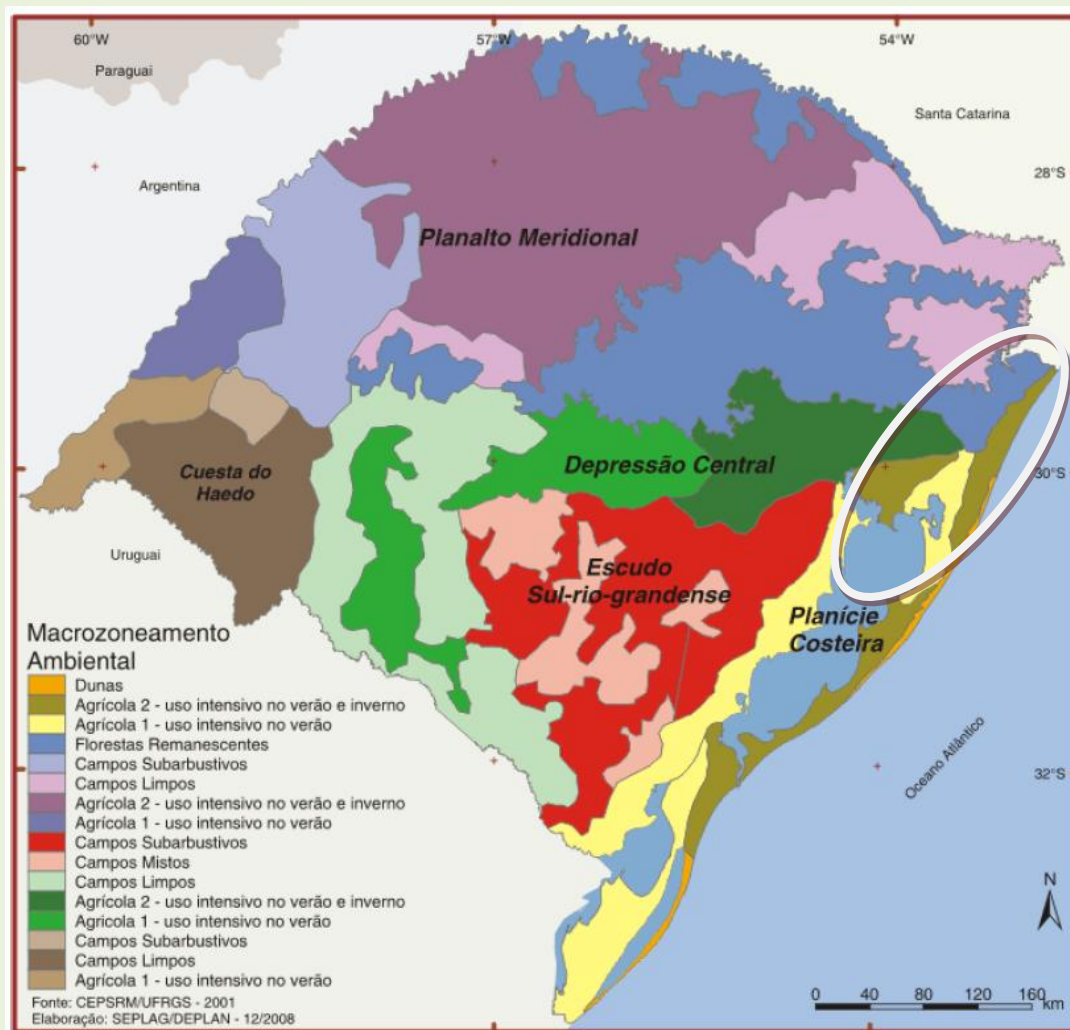 60°W
57°W
54°W
Paraguai
Santa Catarina
28°S
Argentina
Planalto Meridional
Depressão Central
30°S
Cuesta do
Haedo
Uruguai
Escudo
Sul-rio-grandense
Planície
Costeira
Oceano Atlântico
32°S
Macrozoneamento
Ambiental
Dunas
Agrícola 2 - uso intensivo no verão e inverno
Agrícola 1 - uso intensivo no verão
Florestas Remanescentes
Campos Subarbustivos
Campos Limpos
Agrícola 2 - uso intensivo no verão e inverno
Agrícola 1 - uso intensivo no verão
Campos Subarbustivos
Campos Mistos
Campos Limpos
Agrícola 2 - uso intensivo no verão e inverno
Agricola 1 - uso intensivo no verão
Campos Subarbustivos
Campos Limpos
Agrícola 1 - uso intensivo no verão
Fonte: CEPSRM/UFRGS - 2001
Elaboração: SEPLAG/DEPLAN - 12/2008
N
0 40 80 120 160
km